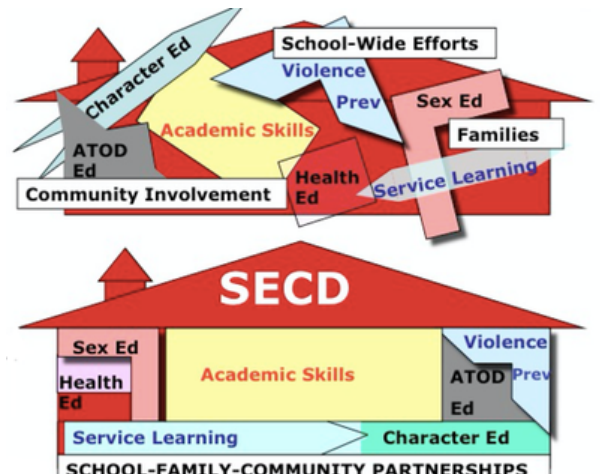 School-Wide Efforts
Character Ed
Violence
Prev
Sex Ed
Academic Skills
Families
ATOD
Ed
Health
Ed
Service Learning
Community Involvement
SECD
Sex Ed
Violence
Health
Ed
Academic Skills
ATOD
Ed
Prev
Service Learning
Character Ed
SCHOOL-FAMILY-COMMUNITY PARTNERSHIPS